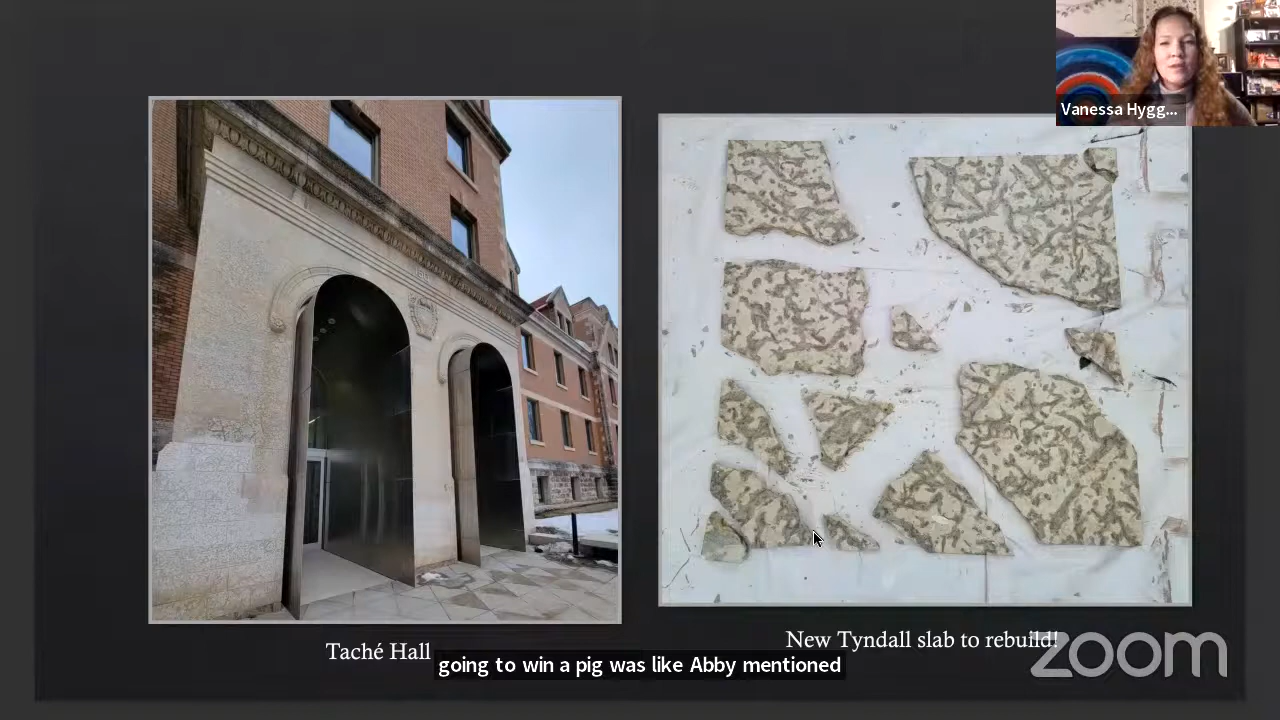 Vanessa Hygg...
Taché Hall
New Tyndall slab to rebuild!
going to win a pig was like Abby mentioned
zoom